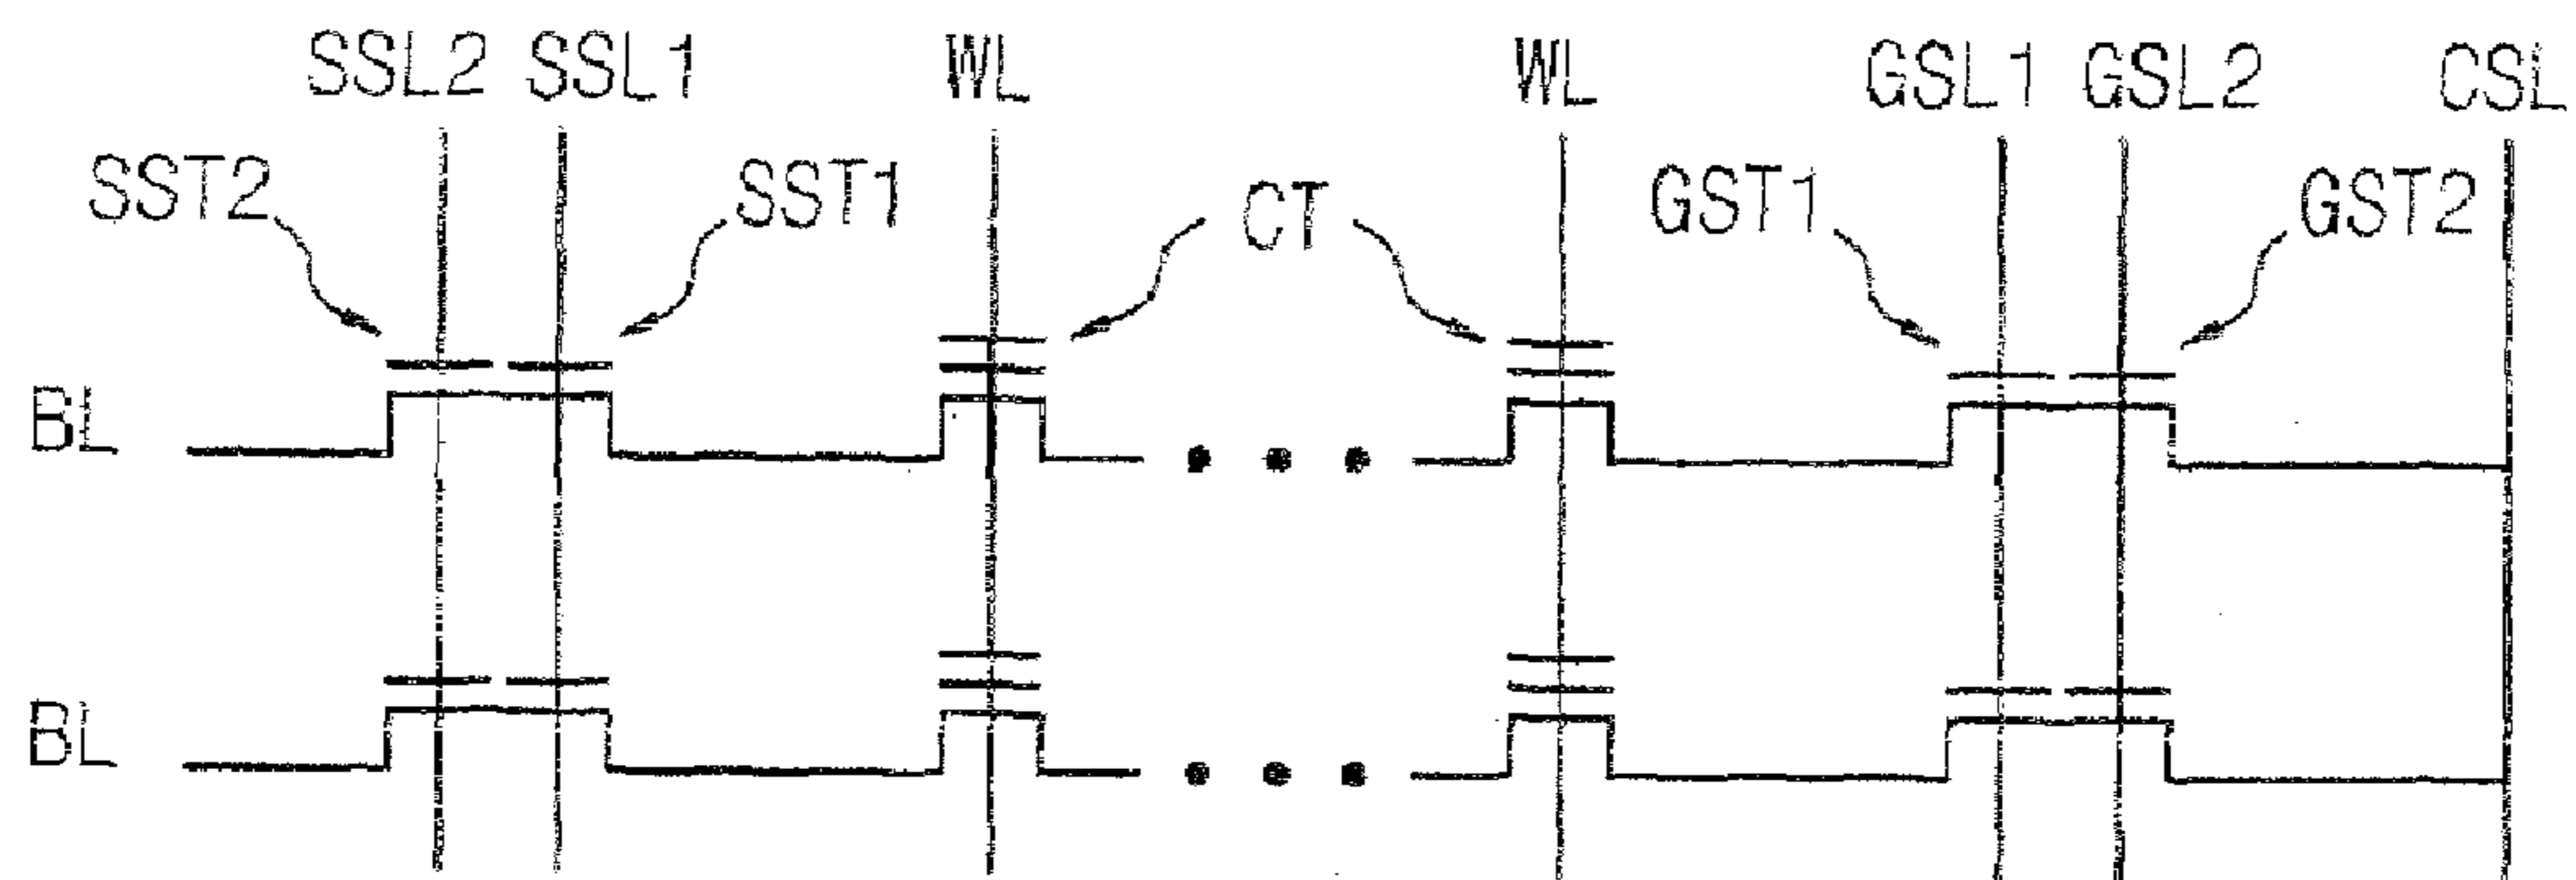 SSL2 SSL1 WL WL GSL1 GSL2 CSL
SST2 SST1 CT GST1 GST2
BL
BL